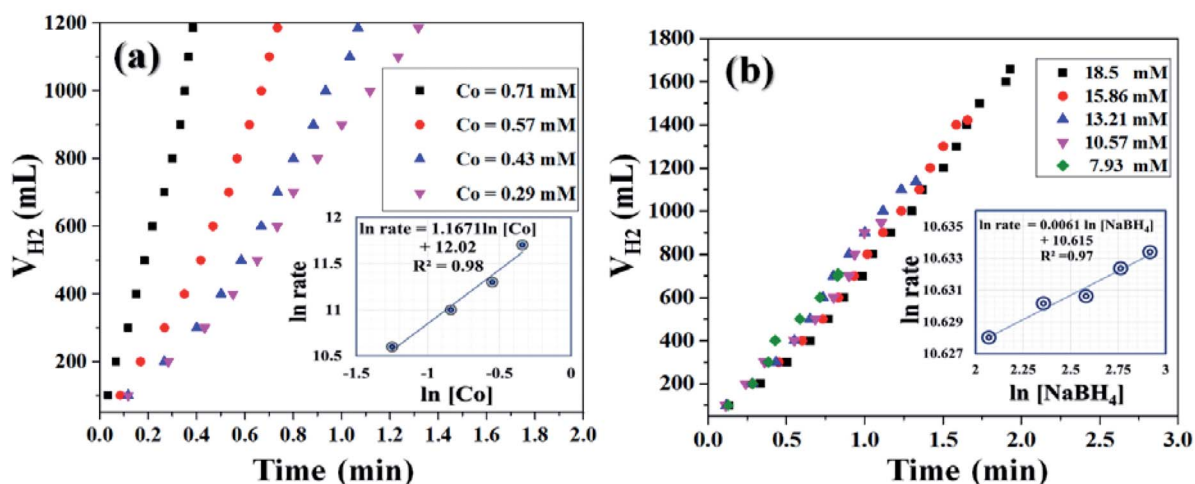 (a)
1200
1000
800
600
400
200
V_H2 (mL)
Co = 0.71 mM
Co = 0.57 mM
Co = 0.43 mM
Co = 0.29 mM
12
11.5
11
10.5
ln rate
ln rate = 1.1671ln [Co]
+ 12.02
R² = 0.98
-1.5 -1 -0.5 0
ln [Co]
0.0 0.2 0.4 0.6 0.8 1.0 1.2 1.4 1.6 1.8 2.0
Time (min)
(b)
1800
1600
1400
1200
1000
800
600
400
200
0
V_H2 (mL)
18.5 mM
15.86 mM
13.21 mM
10.57 mM
7.93 mM
10.635
10.633
10.631
10.629
10.627
ln rate
ln rate = 0.0061 ln [NaBH₄]
+ 10.615
R² =0.97
2 2.25 2.5 2.75 3
ln [NaBH₄]
0.0 0.5 1.0 1.5 2.0 2.5 3.0
Time (min)